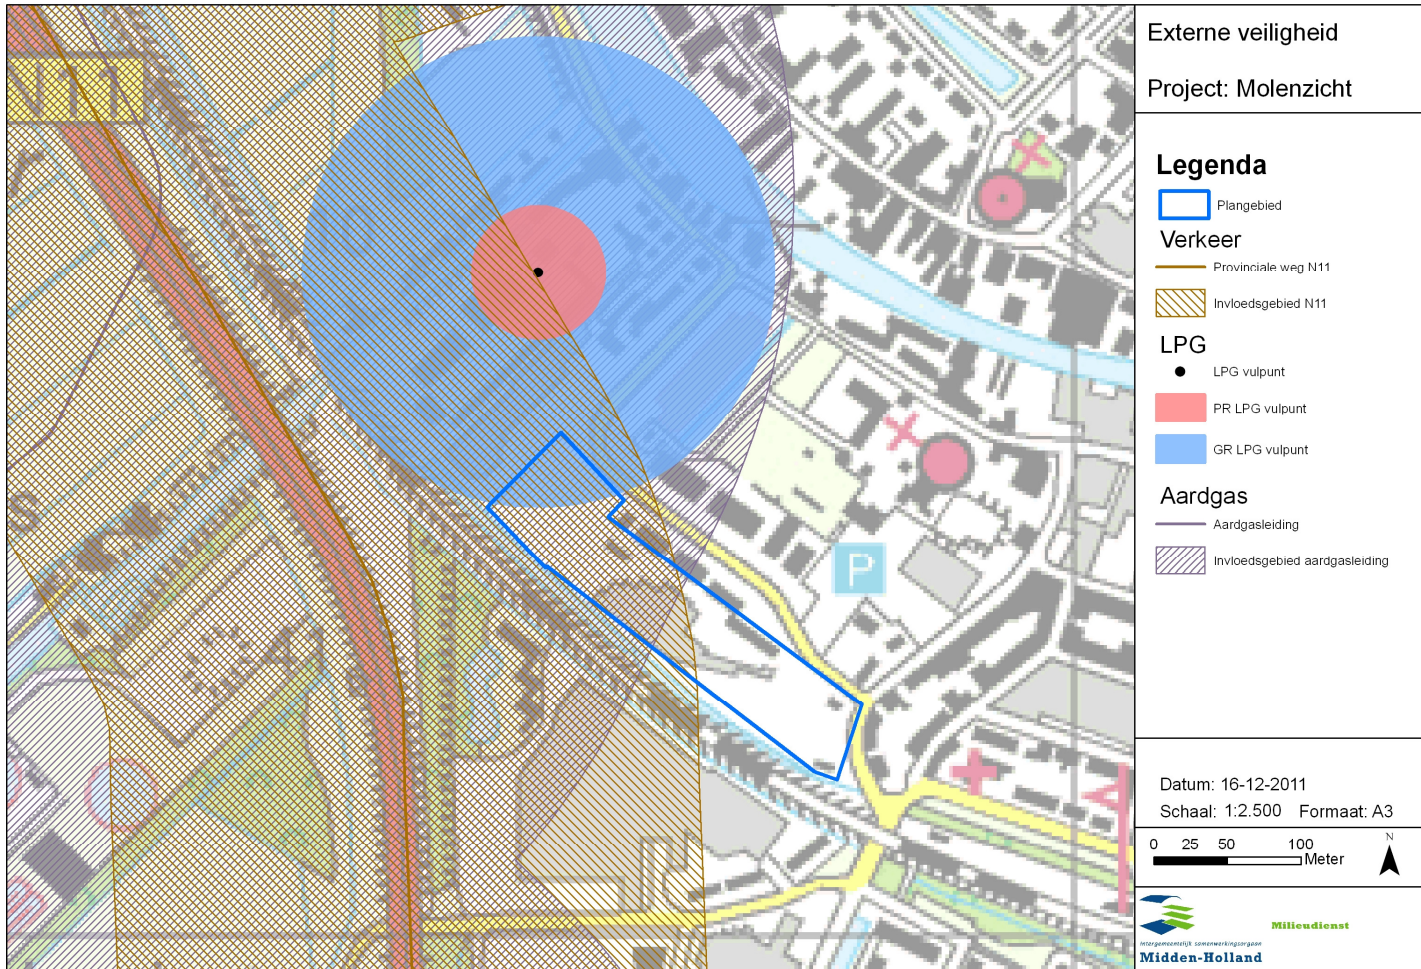 Externe veiligheid
Project: Molenzicht
Legenda
Plangebied
Verkeer
Provinciale weg N11
Invloedsgebied N11
LPG
LPG vulpunt
PR LPG vulpunt
GR LPG vulpunt
Aardgas
Aardgasleiding
Invloedsgebied aardgasleiding
Datum: 16-12-2011
Schaal: 1:2.500 Formaat: A3
0 25 50 100
Meter
N
Milieudienst
Intergemeentelijk samenwerkingsorgaan
Midden-Holland
N11
P